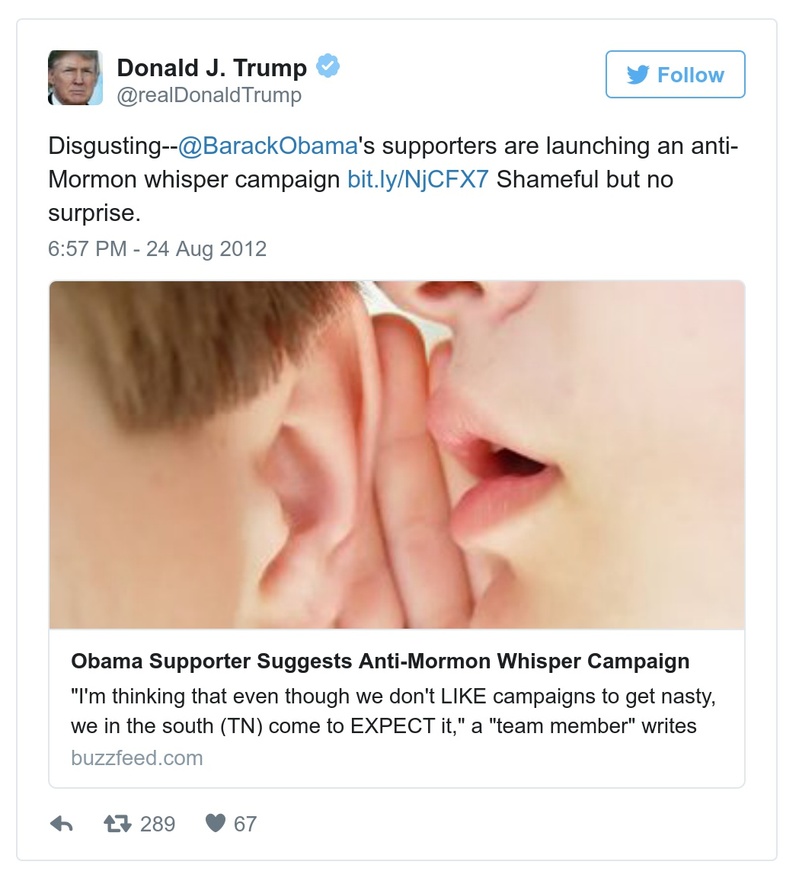 Donald J. Trump
@realDonaldTrump
Follow
Disgusting--@BarackObama's supporters are launching an anti-
Mormon whisper campaign bit.ly/NjCFX7 Shameful but no
surprise.
6:57 PM - 24 Aug 2012
Obama Supporter Suggests Anti-Mormon Whisper Campaign
"I'm thinking that even though we don't LIKE campaigns to get nasty,
we in the south (TN) come to EXPECT it," a "team member" writes
buzzfeed.com
289 67